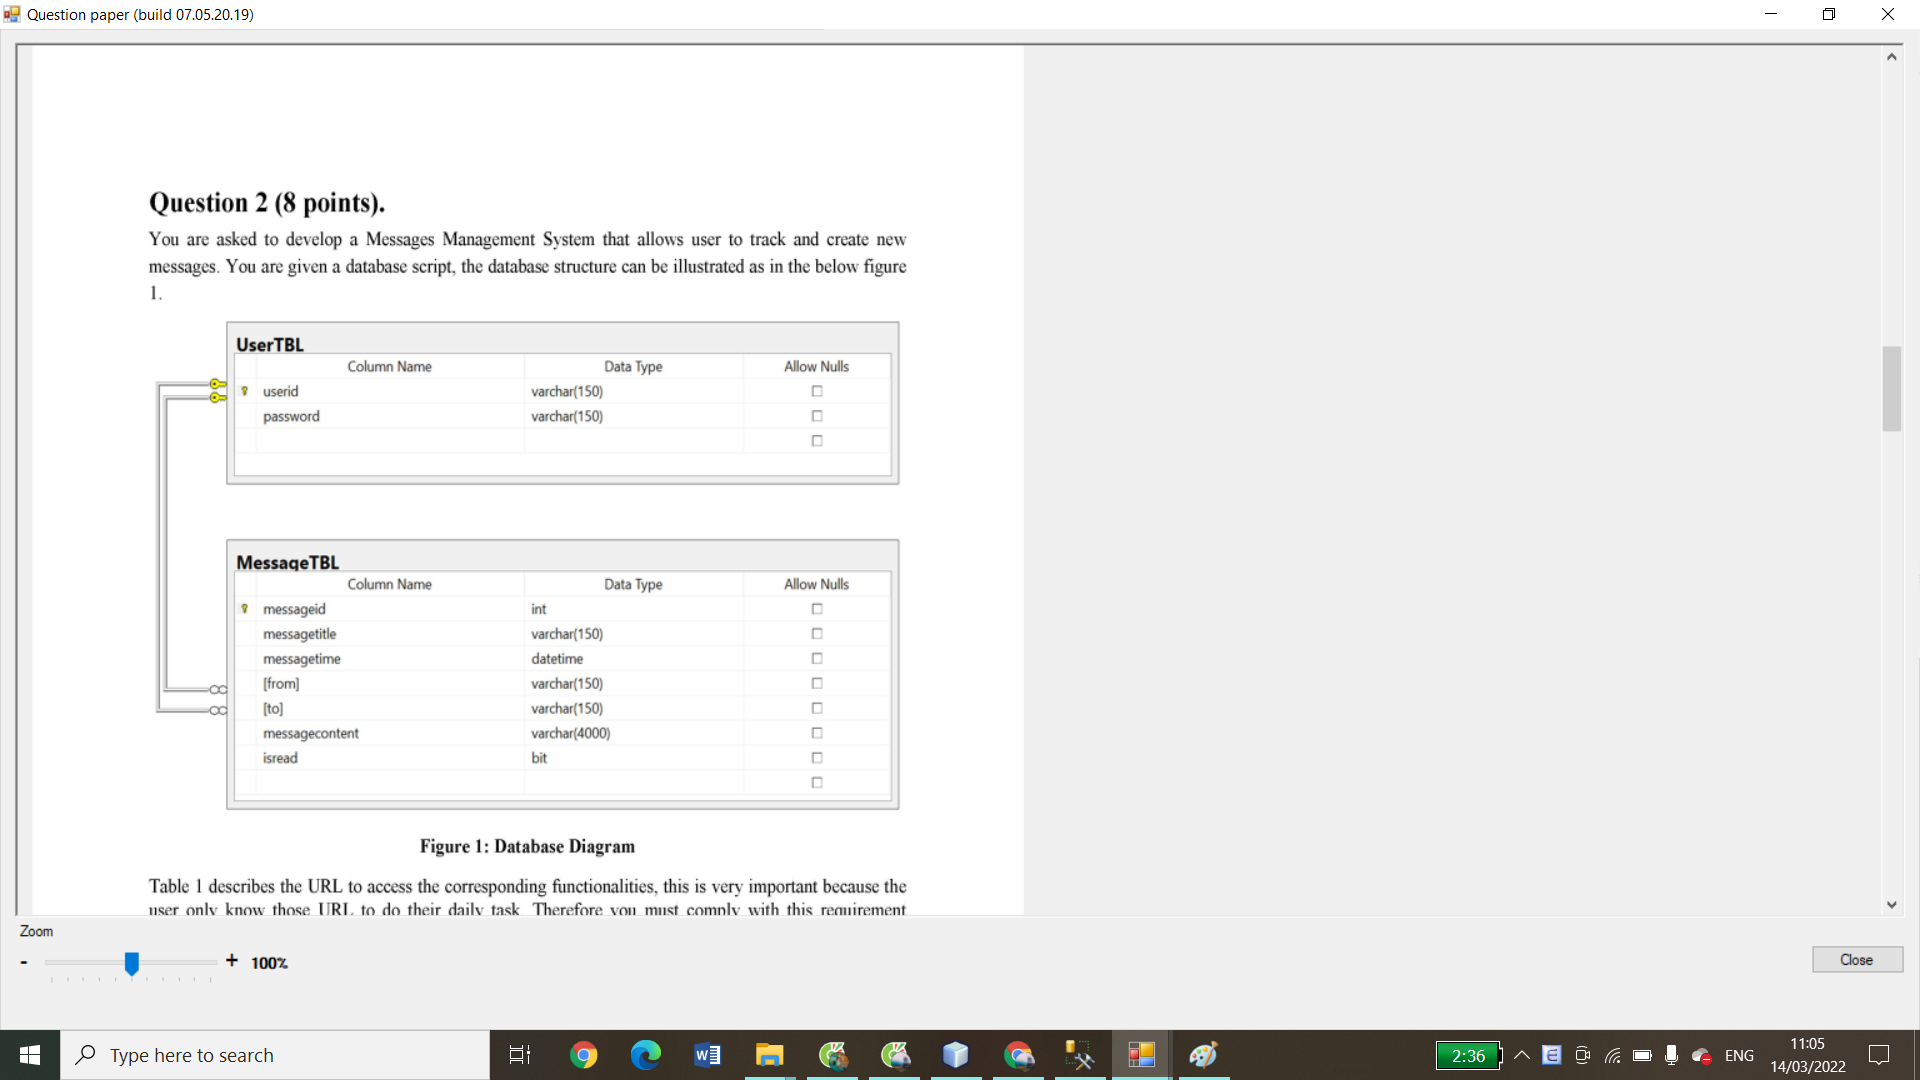 Question paper (build 07.05.20.19)
Question 2 (8 points).
You are asked to develop a Messages Management System that allows user to track and create new
messages. You are given a database script, the database structure can be illustrated as in the below figure
1.
UserTBL
Column Name Data Type Allow Nulls
userid varchar(150)
password varchar(150)
MessageTBL
Column Name Data Type Allow Nulls
messageid int
messagetitle varchar(150)
messagetime datetime
[from] varchar(150)
[to] varchar(150)
messagecontent varchar(4000)
isread bit
Figure 1: Database Diagram
Table 1 describes the URL to access the corresponding functionalities, this is very important because the
user only know those URL to do their daily task. Therefore you must comply with this requirement
Zoom
- + 100%
Close
Type here to search
2:36
ENG
11:05
14/03/2022